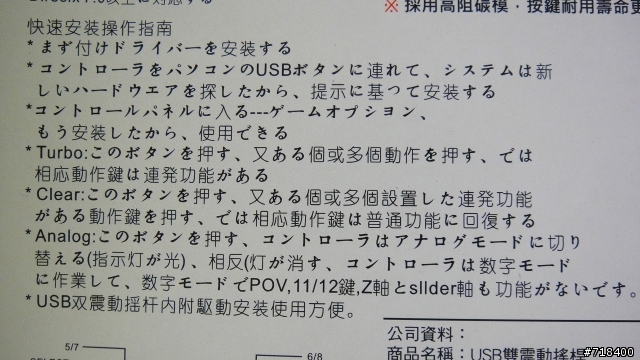 ※ 採用高阻碳模，按鍵耐用壽命更
快速安裝操作指南
* まず付けドライバーを安装する
* コントローラをパソコンのUSBボタンに連れて、システムは新
しいハードウエアを探したから、提示に基つて安装する
*コントロールパネルに入る---ゲームオプション、
もう安装したから、使用できる
* Turbo:このボタンを押す、又ある個或多個動作を押す、では
相応動作鍵は連発功能がある
* Clear:このボタンを押す、又ある個或多個設置した連発功能
がある動作鍵を押す、では相応動作鍵は普通功能に回復する
* Analog:このボタンを押す、コントローラはアナログモードに切り
替える(指示灯が光) 、相反(灯が消す、コントローラは数字モード
に作業して、数字モードでPOV,11/12鍵,Z軸とsllder軸も功能がないです。
* USB双震動摇杆内附駆動安装使用方便。
公司資料：
商品名稱：USB雙震動搖桿
5/7
6/8
#718400